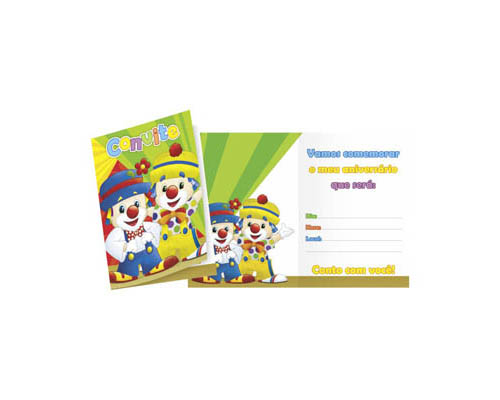 Convite
Vamos comemorar
o meu aniversário
que será:
Dia:
Hora:
Local:
Conto com você!